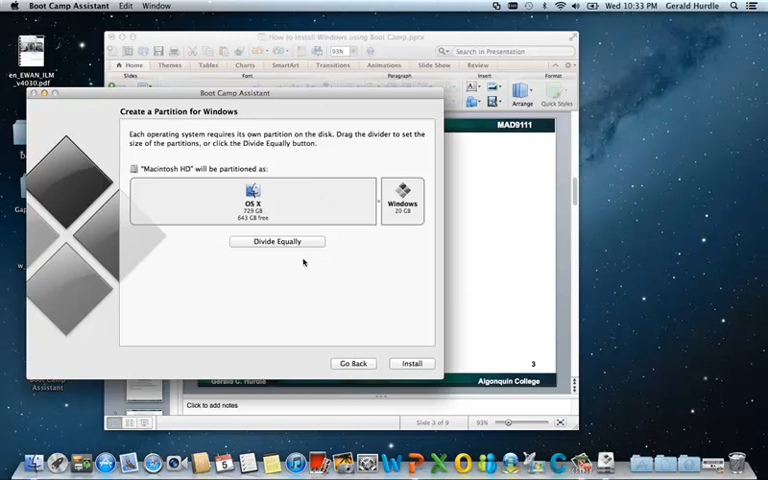 Boot Camp Assistant Edit Window
Wed 10:33 PM Gerald Hurdle
en_EWAN_ILM
_v4030.pdf
How to Install Windows using Boot Camp.pptx
93%
Search in Presentation
Home Themes Tables Charts SmartArt Transitions Animations Slide Show Review
Slides Font Paragraph Insert Format
Arrange Quick Styles
Boot Camp Assistant
Create a Partition for Windows
Each operating system requires its own partition on the disk. Drag the divider to set
the size of the partitions, or click the Divide Equally button.
"Macintosh HD" will be partitioned as:
OS X
729 GB
643 GB free
Windows
20 GB
Divide Equally
Go Back Install
MAD9111
3
Gerald C. Hurdle Algonquin College
Boot Camp
Assistant
Click to add notes
Slide 3 of 9 93%